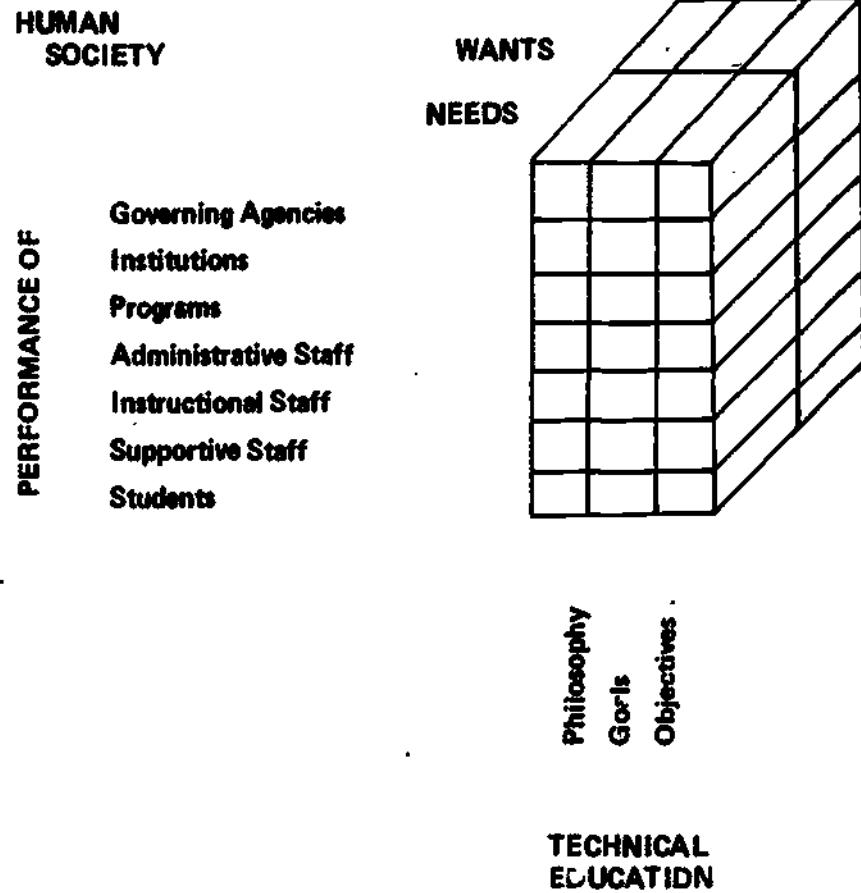 HUMAN
SOCIETY
WANTS
NEEDS
PERFORMANCE OF
Governing Agencies
Institutions
Programs
Administrative Staff
Instructional Staff
Supportive Staff
Students
Philosophy
Goals
Objectives
TECHNICAL
EDUCATION